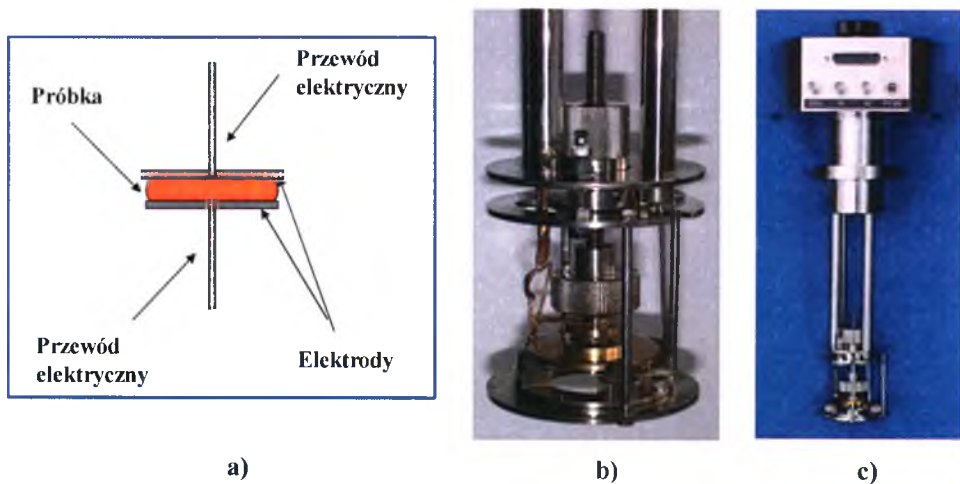 Przewód
elektryczny
Próbka
Przewód
elektryczny
Elektrody
a)
b)
c)